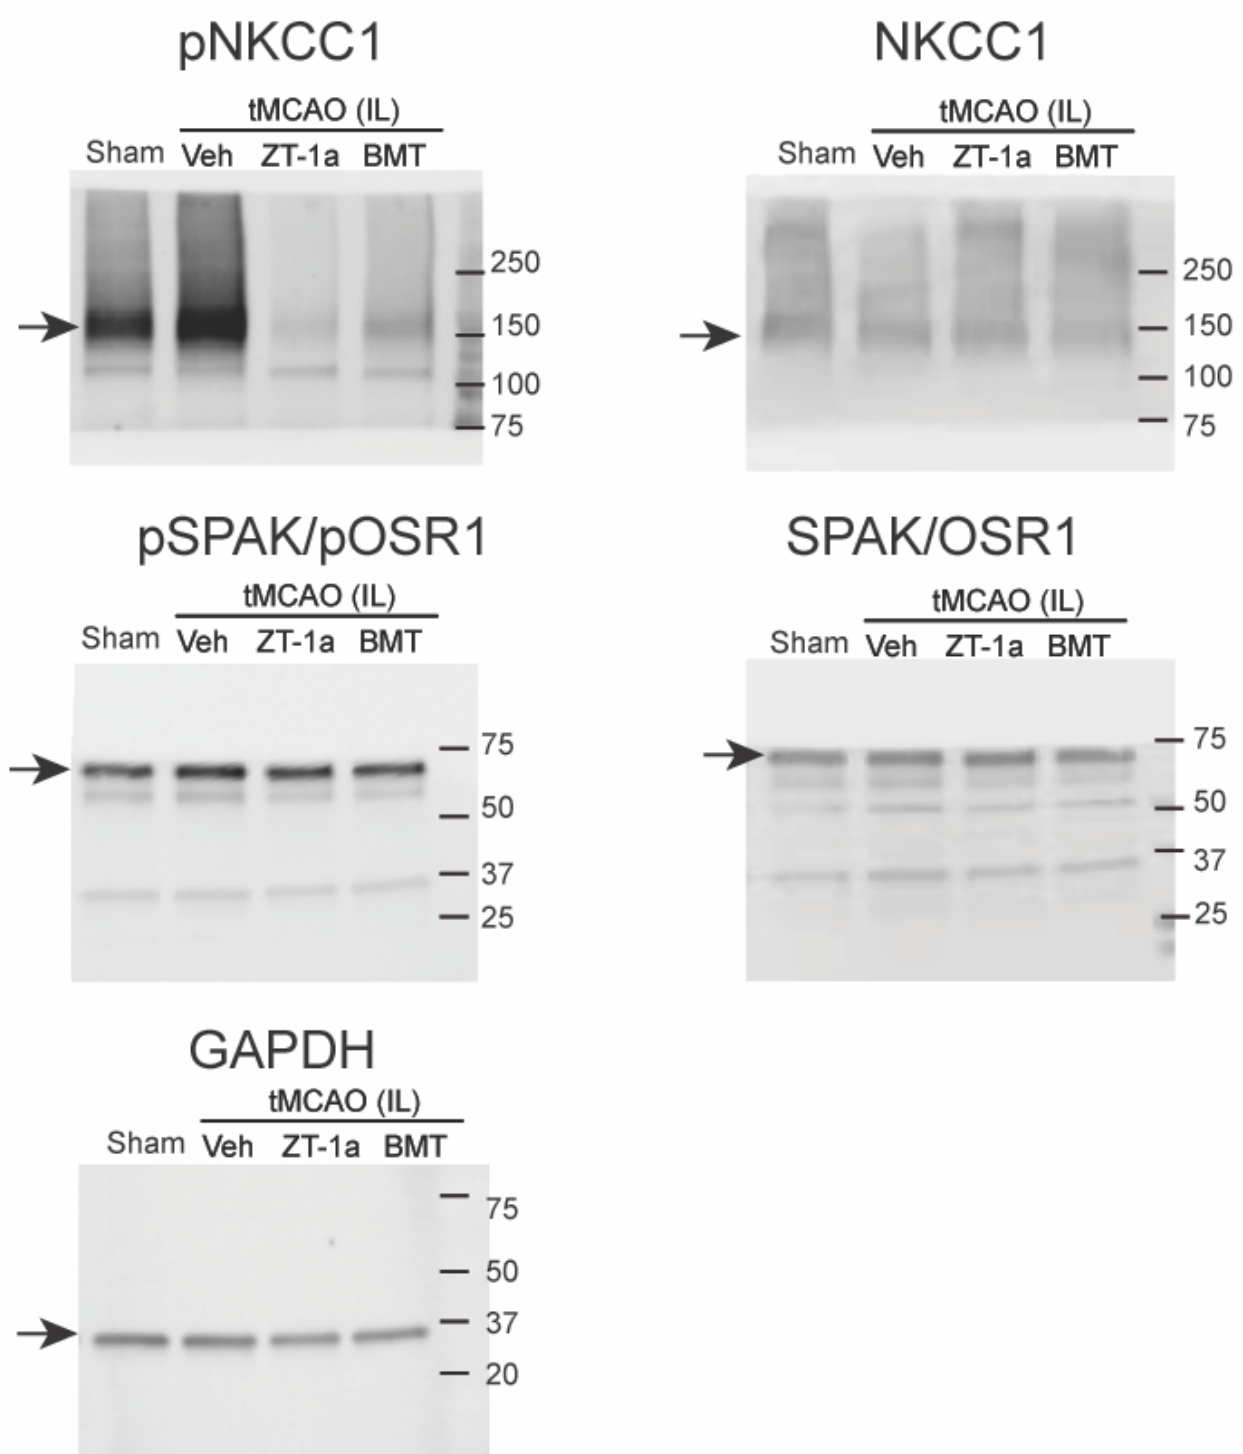 pNKCC1
tMCAO (IL)
Sham Veh ZT-1a BMT
250
150
100
75
NKCC1
tMCAO (IL)
Sham Veh ZT-1a BMT
250
150
100
75
pSPAK/pOSR1
tMCAO (IL)
Sham Veh ZT-1a BMT
75
50
37
25
SPAK/OSR1
tMCAO (IL)
Sham Veh ZT-1a BMT
75
50
37
25
GAPDH
tMCAO (IL)
Sham Veh ZT-1a BMT
75
50
37
20